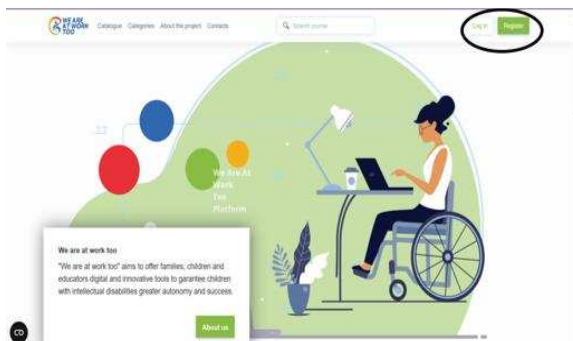 WE ARE
AT WORK
TOO
Catalogue Categories About the project Contacts
Search journal
Log in
Register
We Are At
Work
Too
Platform
We are at work too
"We are at work too" aims to offer families, children and
educators digital and innovative tools to garantee children
with intellectual disabilities greater autonomy and success.
About us